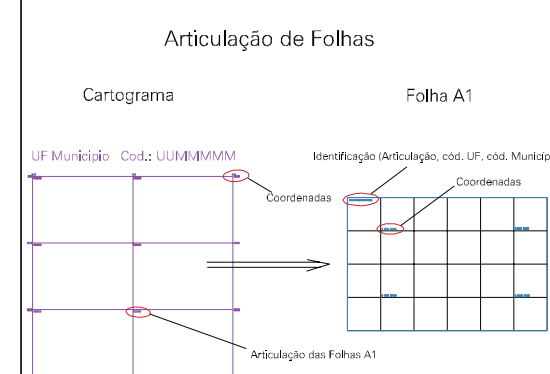 Articulação de Folhas
Cartograma
Folha A1
UF Municipio Cod.: UUMMMMM
Identificação (Articulação, cód. UF, cód. Municíp
Coordenadas
Coordenadas
Articulação das Folhas A1